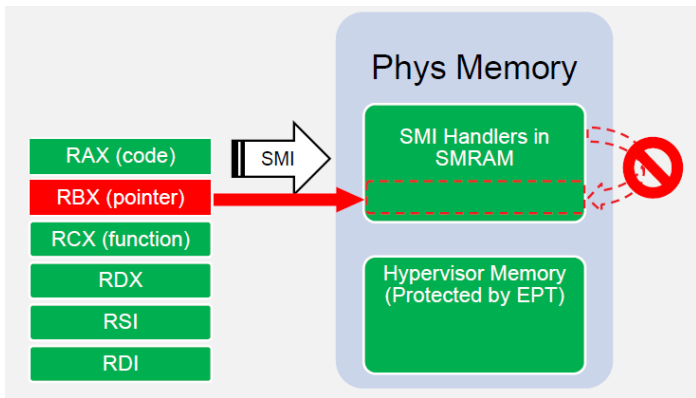 Phys Memory
SMI Handlers in
SMRAM
SMI
RAX (code)
RBX (pointer)
RCX (function)
RDX
RSI
RDI
Hypervisor Memory
(Protected by EPT)